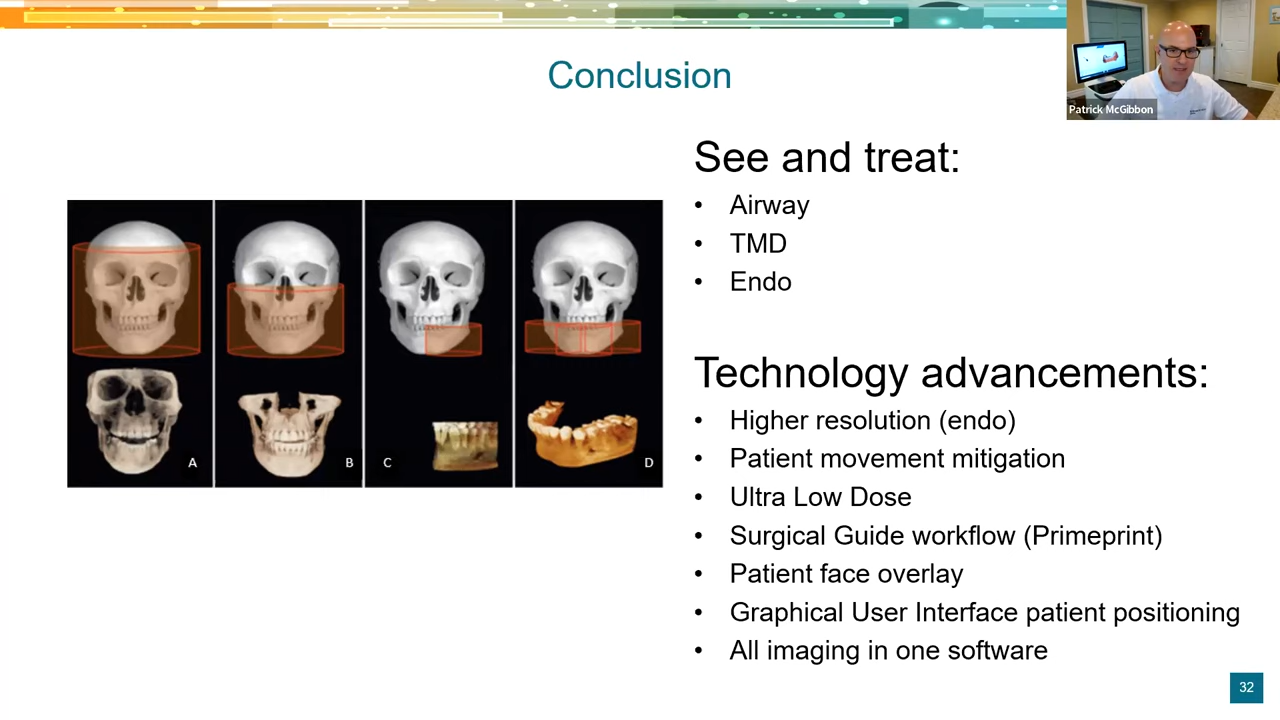 Conclusion
Patrick McGibbon
See and treat:
• Airway
• TMD
• Endo
Technology advancements:
• Higher resolution (endo)
• Patient movement mitigation
• Ultra Low Dose
• Surgical Guide workflow (Primeprint)
• Patient face overlay
• Graphical User Interface patient positioning
• All imaging in one software
A
B
C
D
32